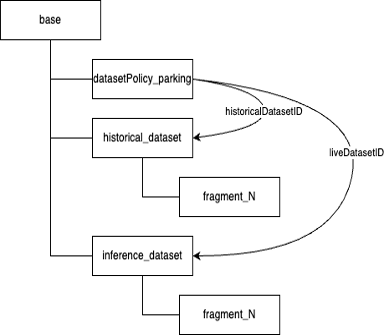 base
datasetPolicy_parking
historicalDatasetID
historical_dataset
liveDatasetID
fragment_N
inference_dataset
fragment_N